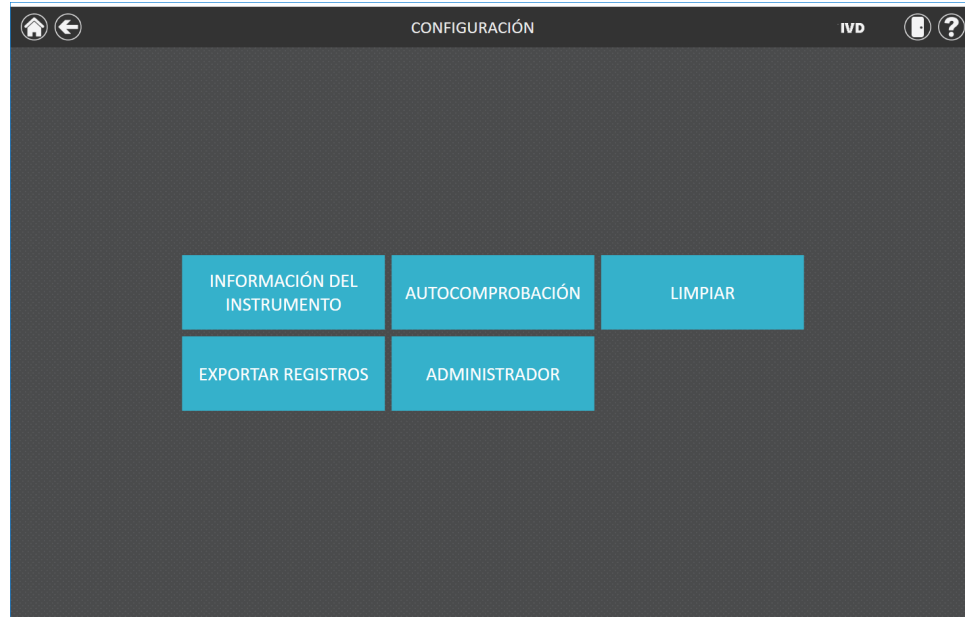 CONFIGURACIÓN
IVD
?
INFORMACIÓN DEL
INSTRUMENTO
AUTOCOMPROBACIÓN
LIMPIAR
EXPORTAR REGISTROS
ADMINISTRADOR